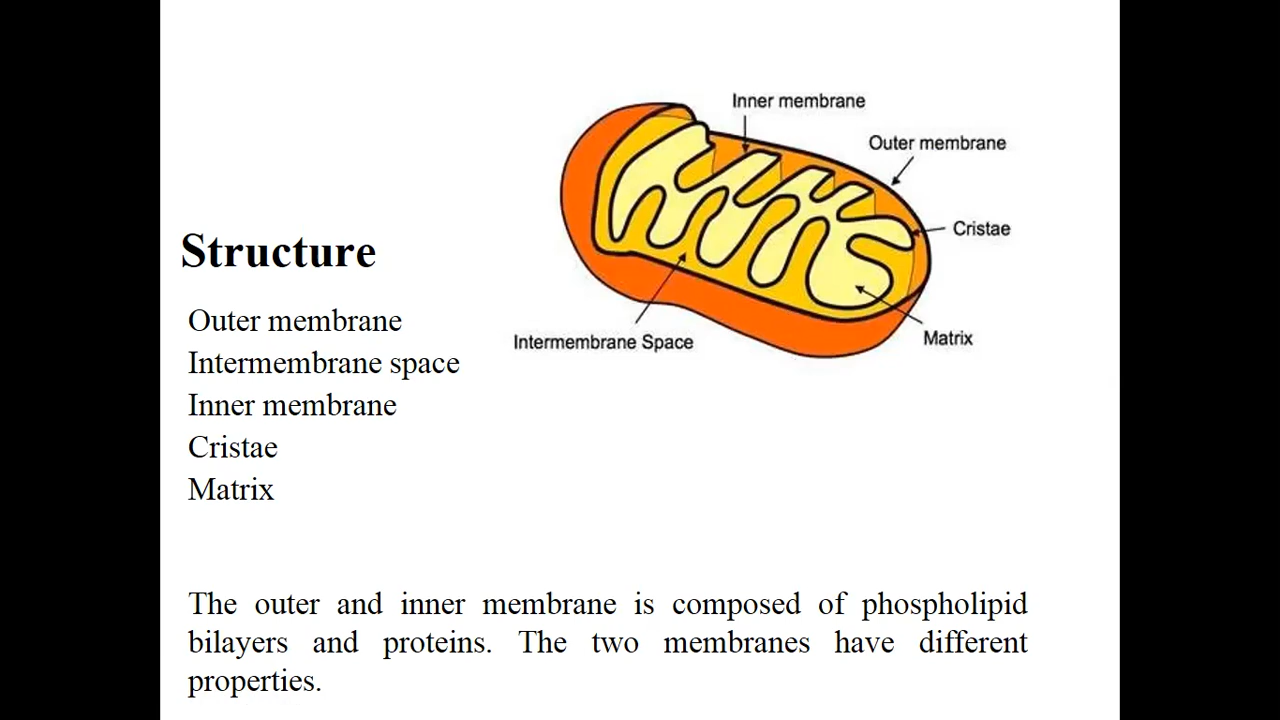 Inner membrane
Outer membrane
Cristae
Matrix
Intermembrane Space
Structure
Outer membrane
Intermembrane space
Inner membrane
Cristae
Matrix
The outer and inner membrane is composed of phospholipid
bilayers and proteins. The two membranes have different
properties.